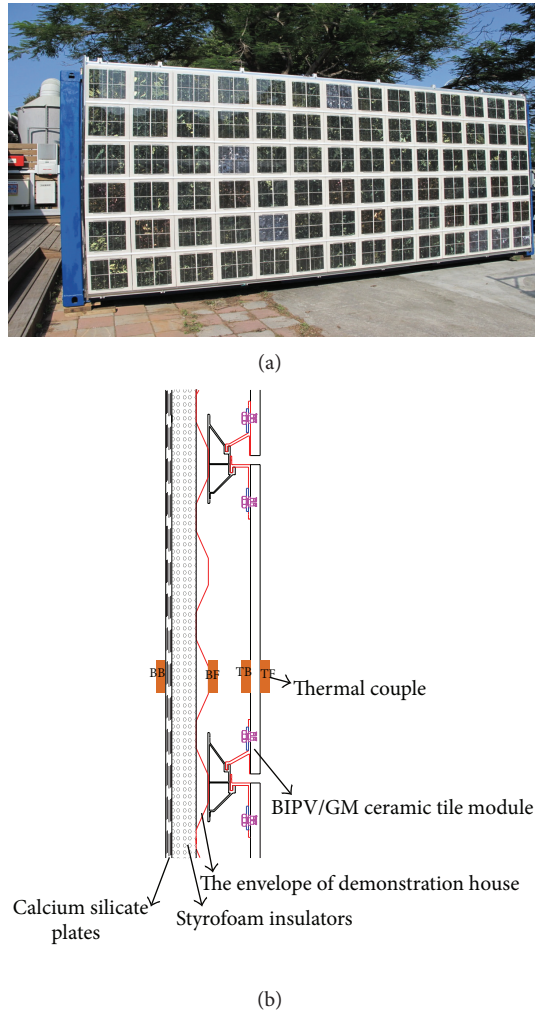 (a)
BB
BF
TB
TF
Thermal couple
BIPV/GM ceramic tile module
The envelope of demonstration house
Calcium silicate
plates
Styrofoam insulators
(b)